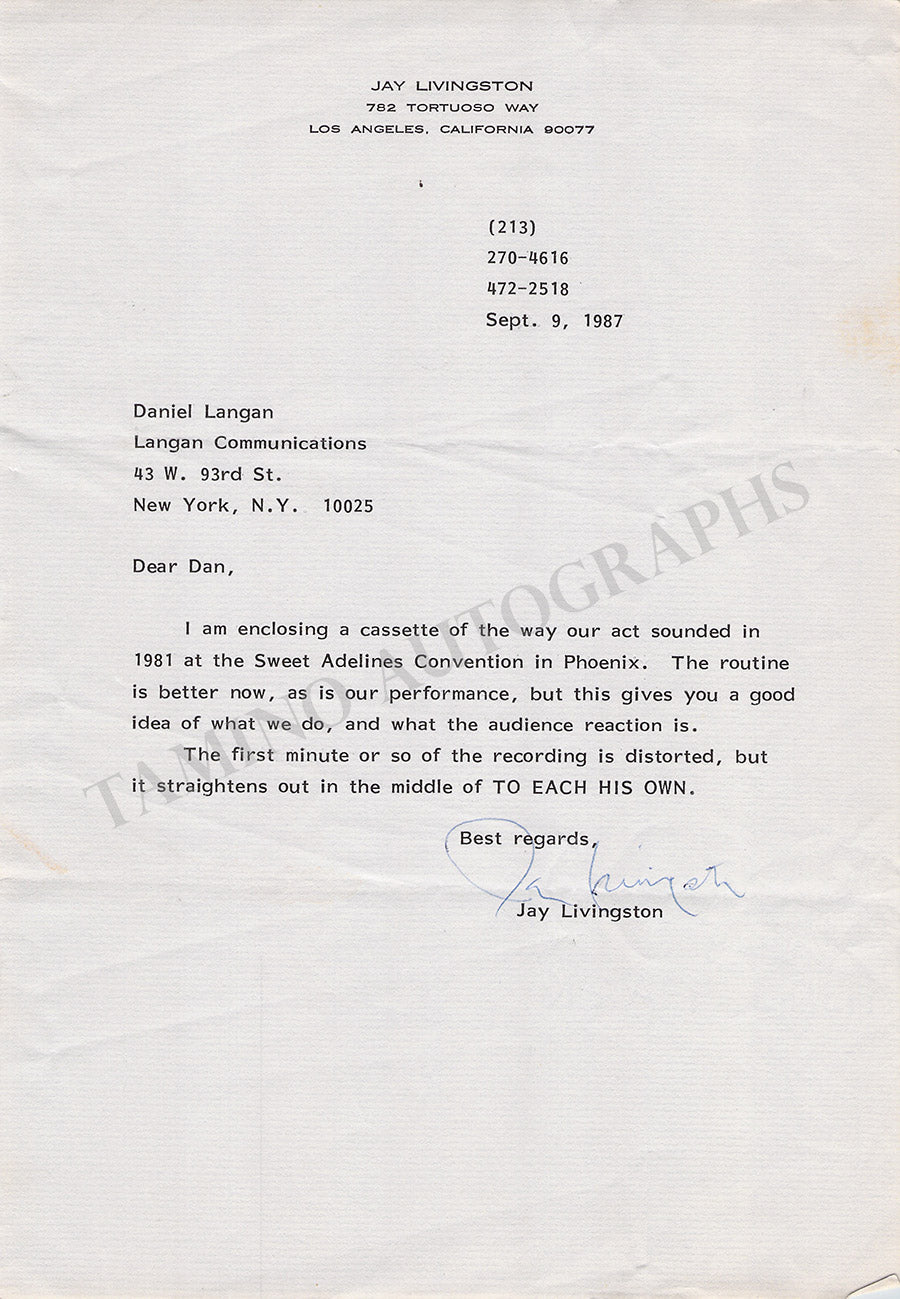 JAY LIVINGSTON
782 TORTUOSO WAY
LOS ANGELES, CALIFORNIA 90077
(213)
270-4616
472-2518
Sept. 9, 1987
Daniel Langan
Langan Communications
43 W. 93rd St.
New York, N.Y. 10025
Dear Dan,
I am enclosing a cassette of the way our act sounded in
1981 at the Sweet Adelines Convention in Phoenix. The routine
is better now, as is our performance, but this gives you a good
idea of what we do, and what the audience reaction is.
The first minute or so of the recording is distorted, but
it straightens out in the middle of TO EACH HIS OWN.
Best regards,
Jay Livingston
Jay Livingston
TAMINO AUTOGRAPHS